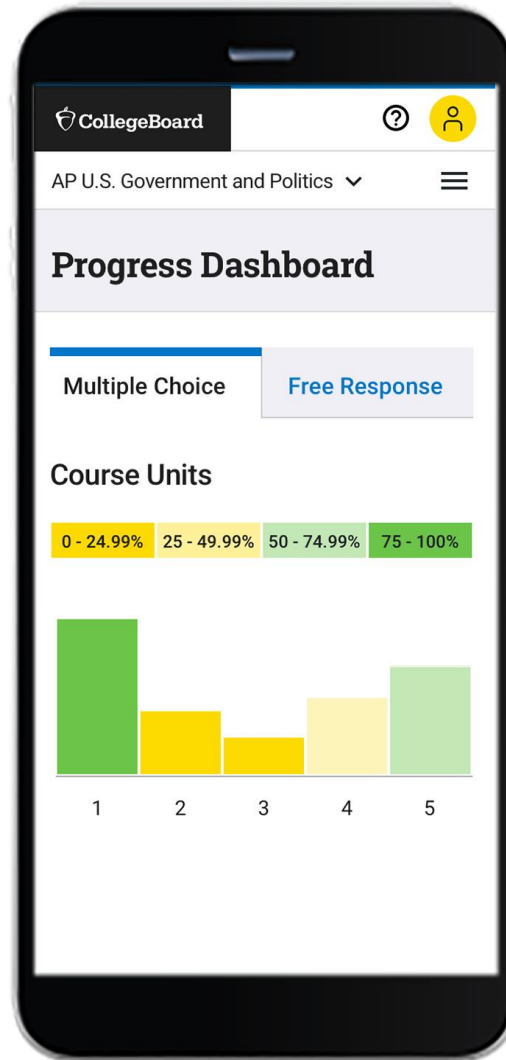 CollegeBoard
AP U.S. Government and Politics
Progress Dashboard
Multiple Choice Free Response
Course Units
0 - 24.99% 25 - 49.99% 50 - 74.99% 75 - 100%
1 2 3 4 5